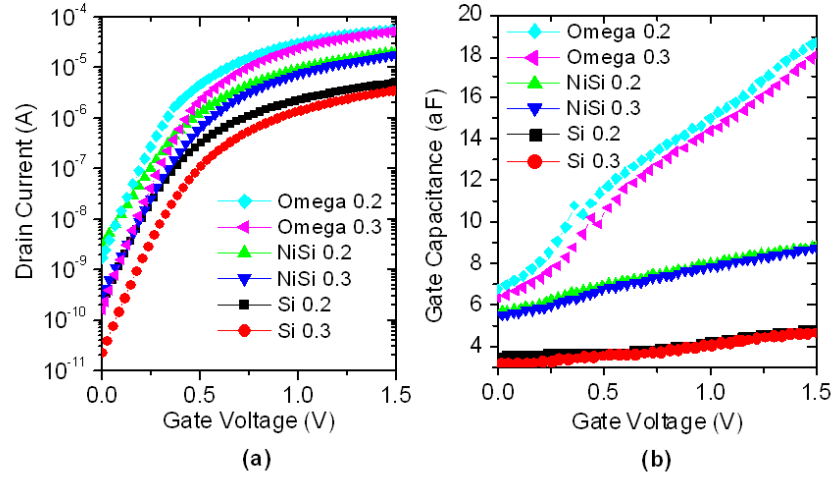 10⁻⁴
10⁻⁵
10⁻⁶
10⁻⁷
10⁻⁸
10⁻⁹
10⁻¹⁰
10⁻¹¹
Drain Current (A)
Omega 0.2
Omega 0.3
NiSi 0.2
NiSi 0.3
Si 0.2
Si 0.3
0.0 0.5 1.0 1.5
Gate Voltage (V)
(a)
20
18
16
14
12
10
8
6
4
Gate Capacitance (aF)
Omega 0.2
Omega 0.3
NiSi 0.2
NiSi 0.3
Si 0.2
Si 0.3
0.0 0.5 1.0 1.5
Gate Voltage (V)
(b)